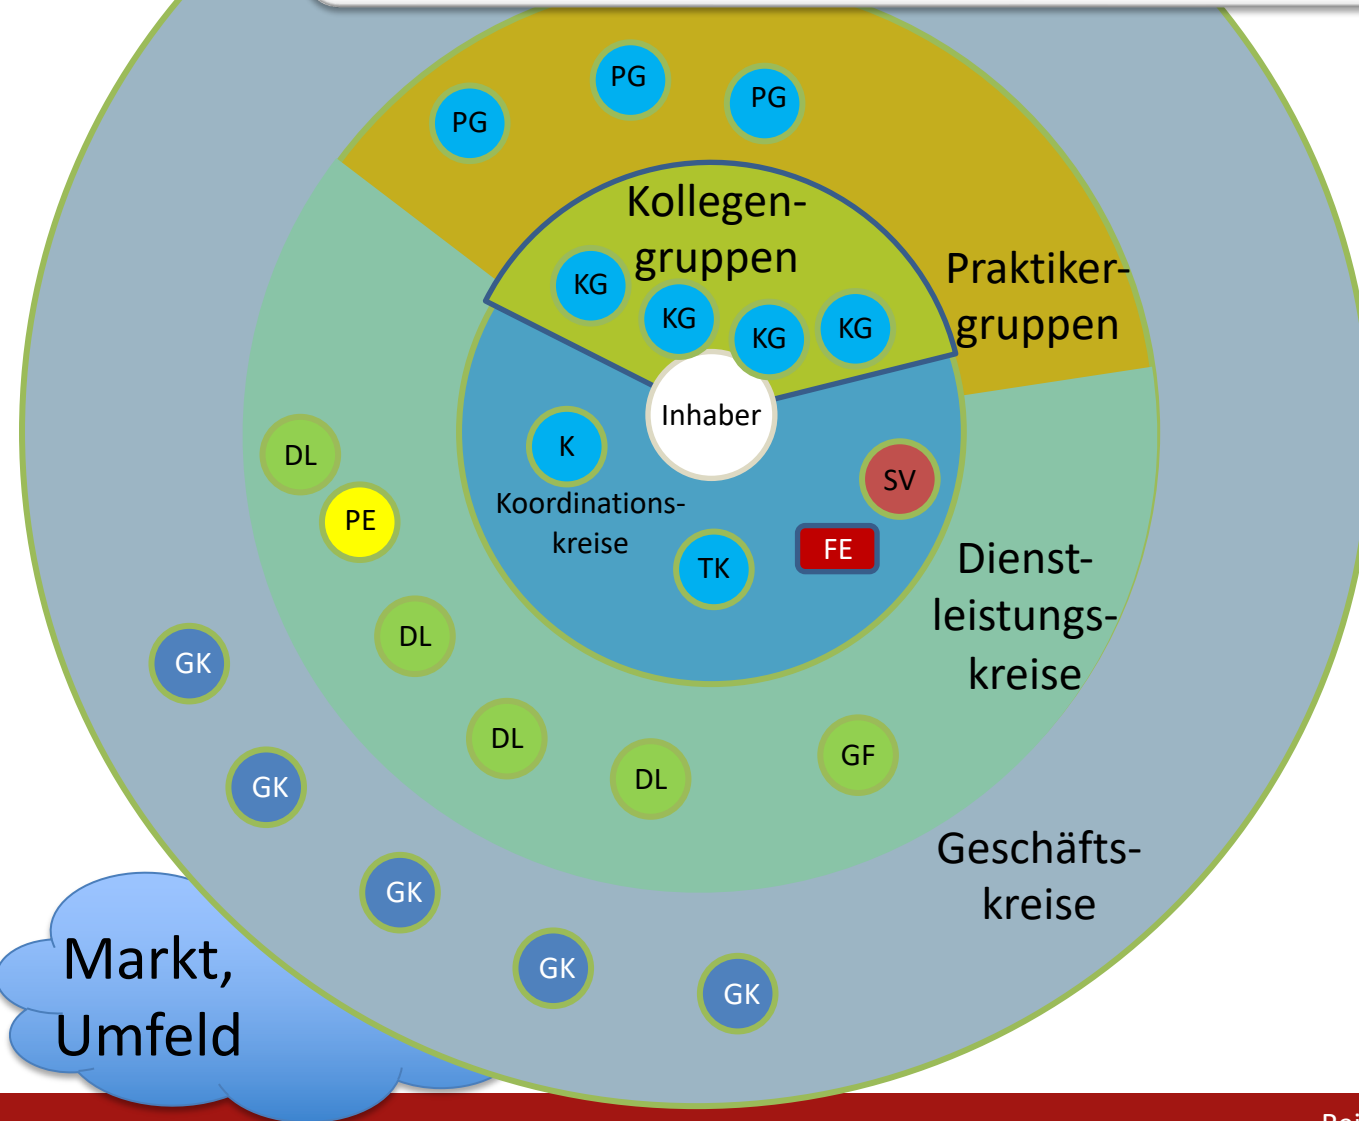 PG
PG
PG
Kollegen-
gruppen
KG
KG
KG
KG
Praktiker-
gruppen
Inhaber
K
Koordinations-
kreise
TK
SV
FE
DL
PE
DL
DL
DL
GF
Dienst-
leistungs-
kreise
GK
GK
GK
GK
GK
Geschäfts-
kreise
Markt,
Umfeld